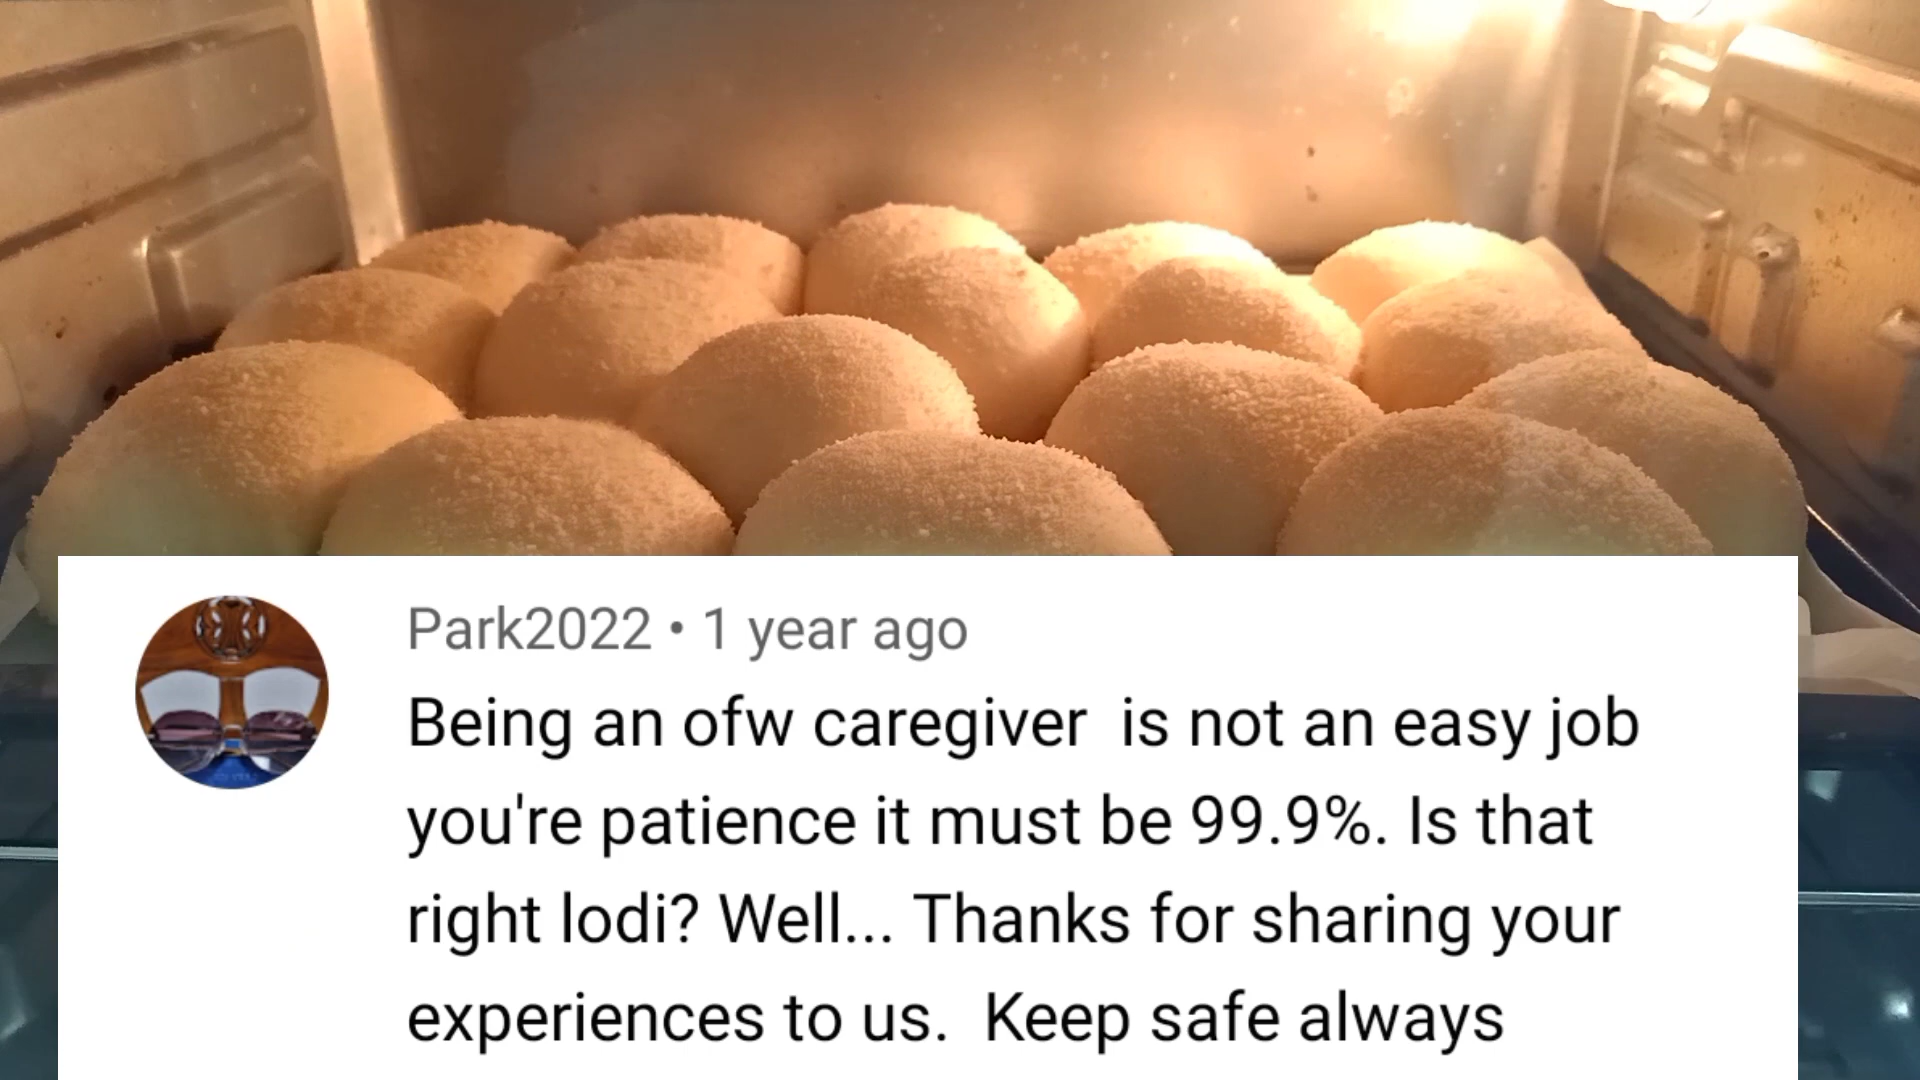 Park2022 • 1 year ago
Being an ofw caregiver  is not an easy job
you're patience it must be 99.9%. Is that
right lodi? Well... Thanks for sharing your
experiences to us.  Keep safe always